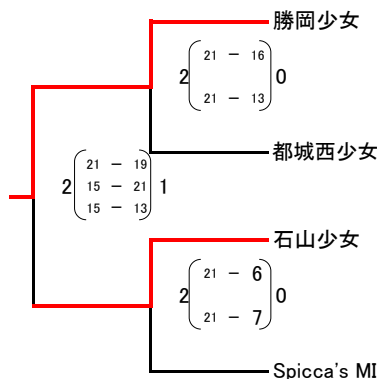 勝岡少女
21 － 16
2 0
21 － 13
都城西少女
21 － 19
2 15 － 21 1
15 － 13
石山少女
21 － 6
2 0
21 － 7
Spicca's MI